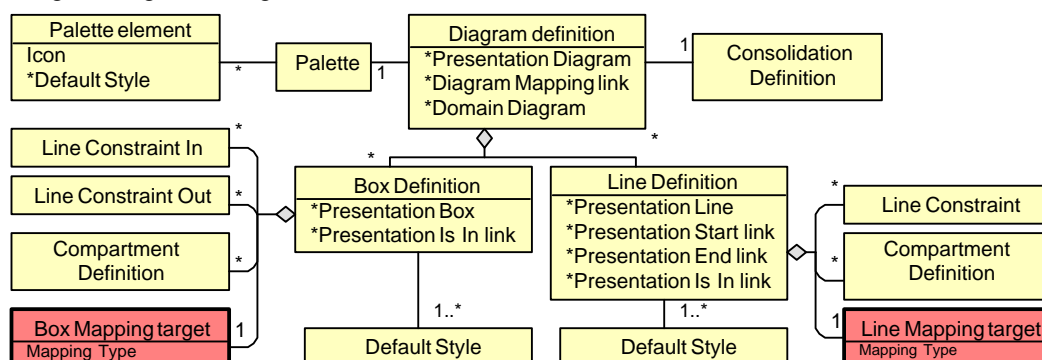 Palette element
Icon
*Default Style
*
Palette
1
Diagram definition
*Presentation Diagram
*Diagram Mapping link
*Domain Diagram
1
Consolidation
Definition
*
*
Line Constraint In
*
Line Constraint Out
*
Compartment
Definition
*
Box Mapping target
Mapping Type
1
Box Definition
*Presentation Box
*Presentation Is In link
1..*
Default Style
Line Definition
*Presentation Line
*Presentation Start link
*Presentation End link
*Presentation Is In link
1..*
Default Style
*
Line Constraint
*
Compartment
Definition
1
Line Mapping target
Mapping Type